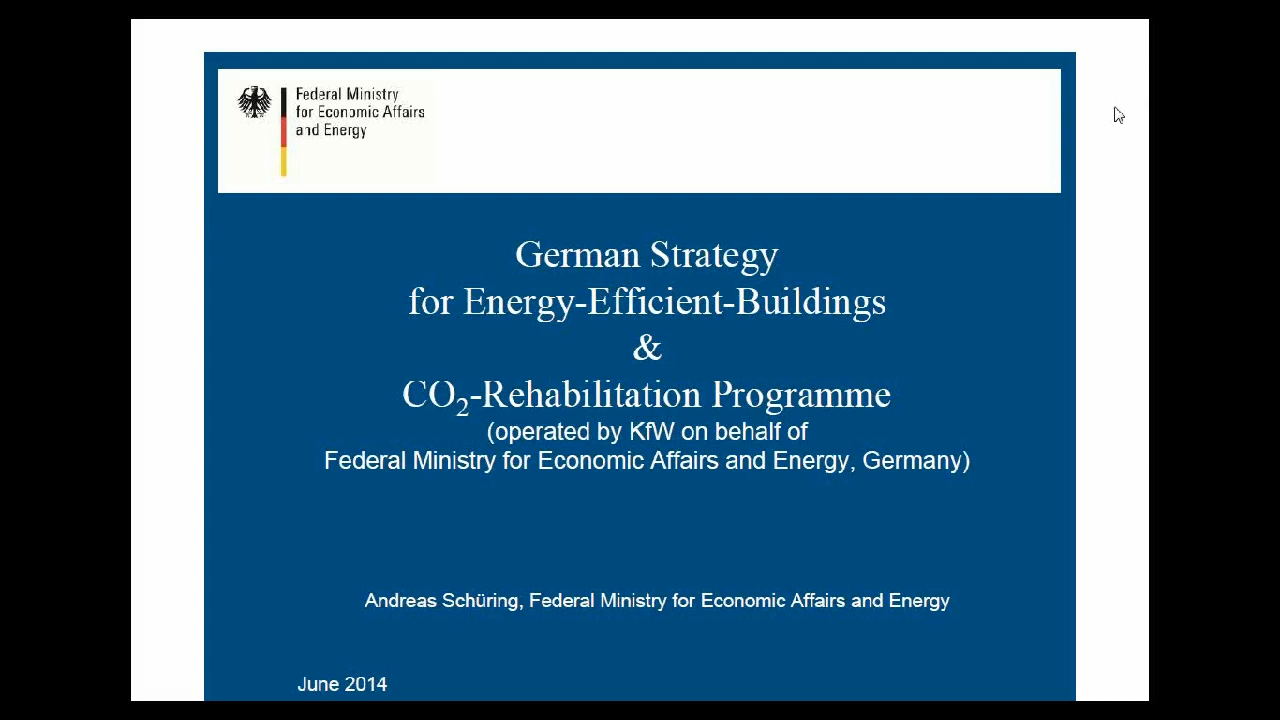 Federal Ministry
for Economic Affairs
and Energy
German Strategy
for Energy-Efficient-Buildings
&
CO₂-Rehabilitation Programme
(operated by KfW on behalf of
Federal Ministry for Economic Affairs and Energy, Germany)
Andreas Schüring, Federal Ministry for Economic Affairs and Energy
June 2014